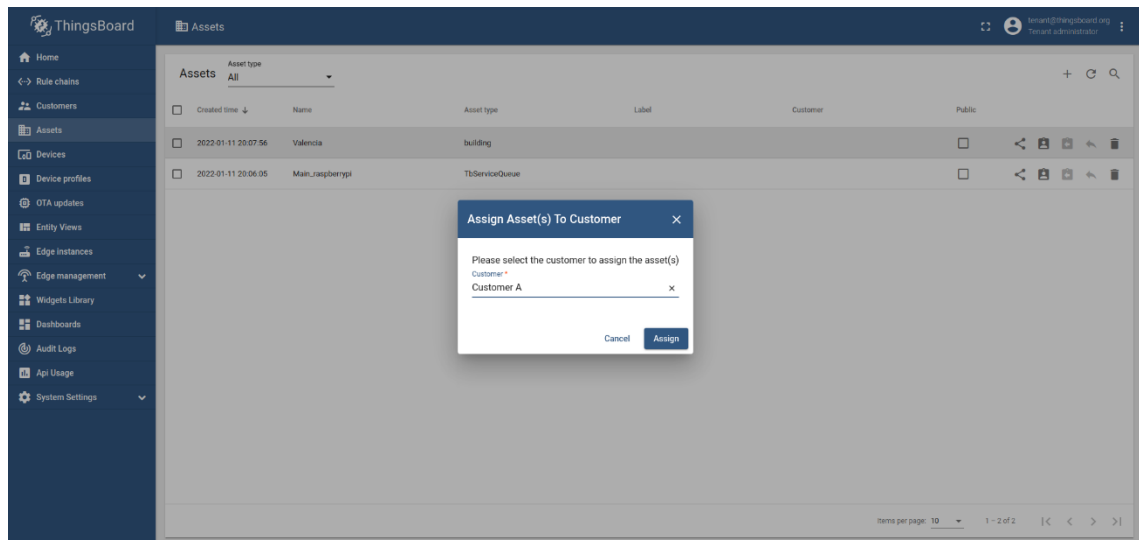 ThingsBoard
Assets
tenant@thingsboard.org
Tenant administrator
Home
Rule chains
Customers
Assets
Devices
Device profiles
OTA updates
Entity Views
Edge instances
Edge management
Widgets Library
Dashboards
Audit Logs
Api Usage
System Settings
Assets
Asset type
All
Created time Name Asset type Label Customer Public
2022-01-11 20:07:56 Valencia building
2022-01-11 20:06:05 Main_raspberrypi TbServiceQueue
Assign Asset(s) To Customer
Please select the customer to assign the asset(s)
Customer *
Customer A
Cancel Assign
Items per page: 10 1 – 2 of 2